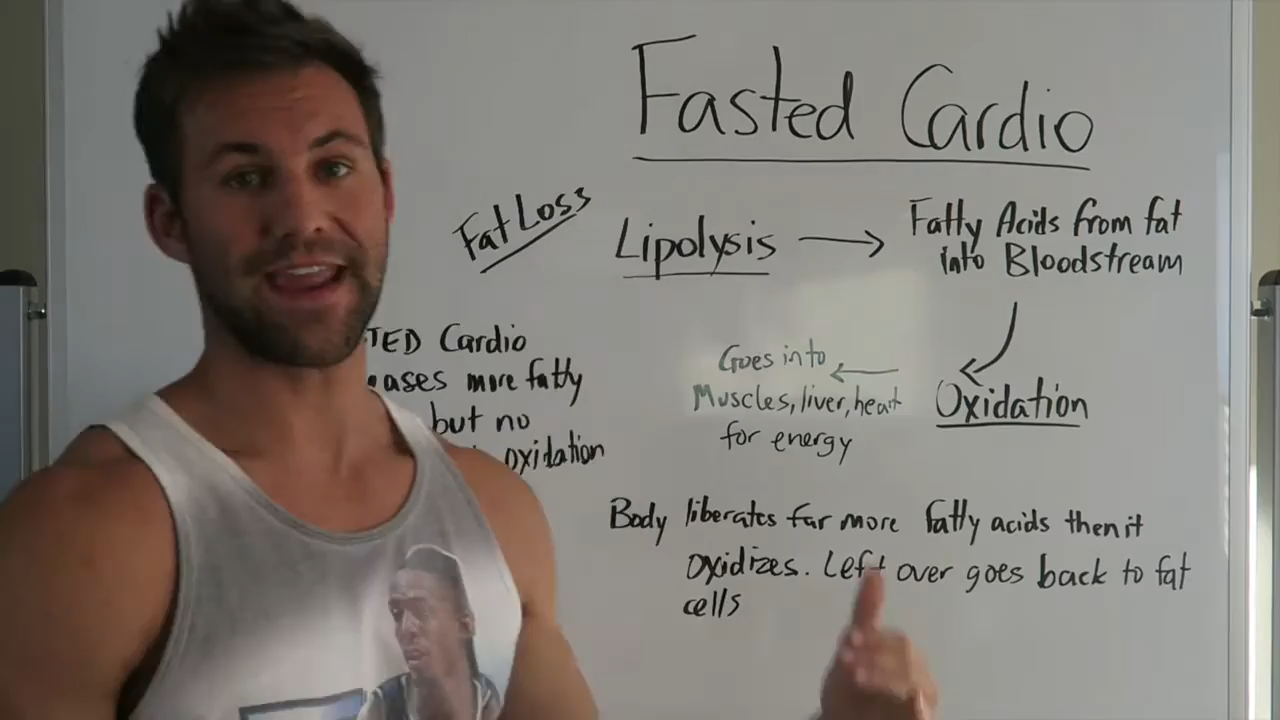 Fasted Cardio
Fat Loss
Lipolysis
Fatty Acids from fat
into Bloodstream
Oxidation
Goes into
Muscles, liver, heart
for energy
Cardio
more fatty
but no
oxidation
Body liberates far more fatty acids then it
oxidizes. Left over goes back to fat
cells